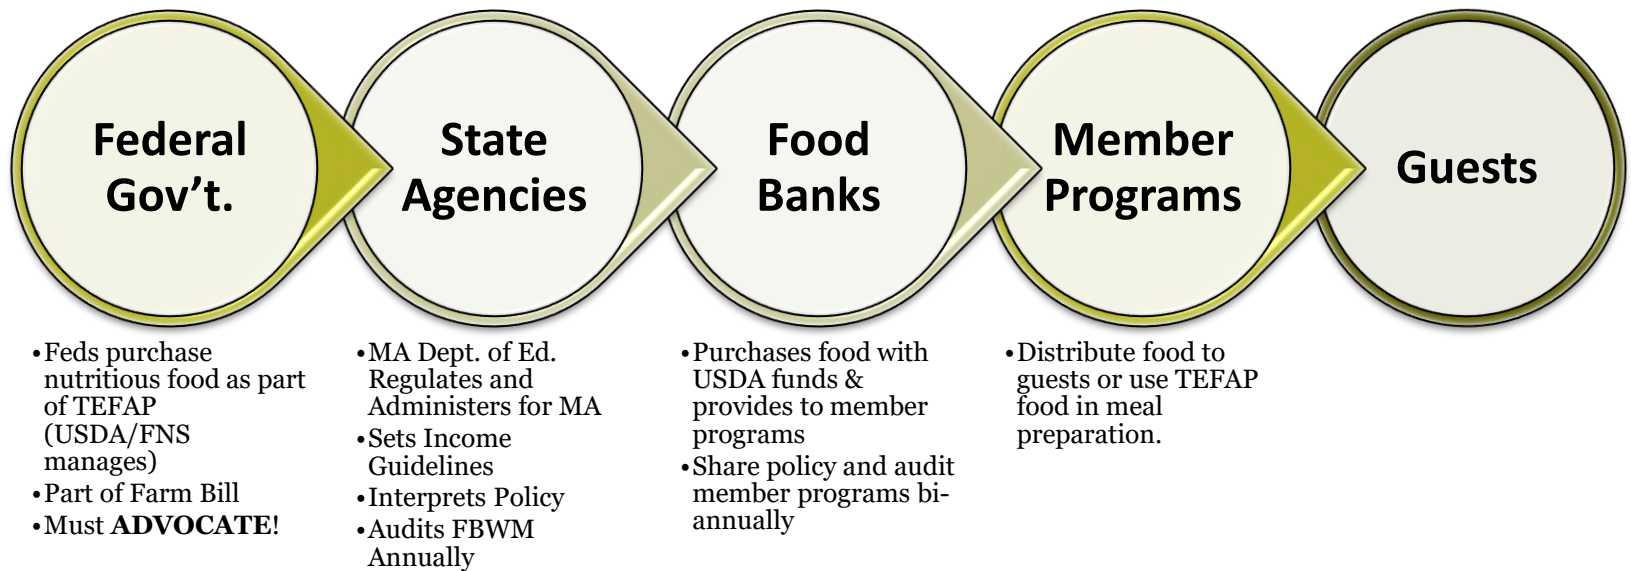 Federal
Gov’t.
State
Agencies
Food
Banks
Member
Programs
Guests
•Feds purchase
nutritious food as part
of TEFAP
(USDA/FNS
manages)
•Part of Farm Bill
•Must ADVOCATE!
•MA Dept. of Ed.
Regulates and
Administers for MA
•Sets Income
Guidelines
•Interprets Policy
•Audits FBWM
Annually
•Purchases food with
USDA funds &
provides to member
programs
•Share policy and audit
member programs bi-
annually
•Distribute food to
guests or use TEFAP
food in meal
preparation.